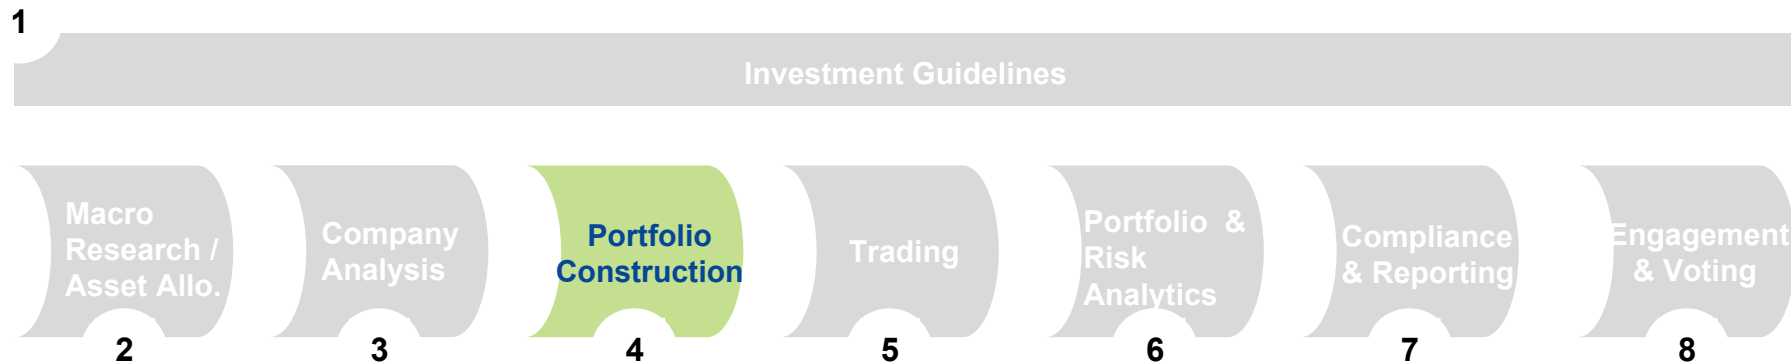 1
Investment Guidelines
Macro
Research /
Asset Allo.
Company
Analysis
Portfolio
Construction
Trading
Portfolio &
Risk
Analytics
Compliance
& Reporting
Engagement
& Voting
2
3
4
5
6
7
8